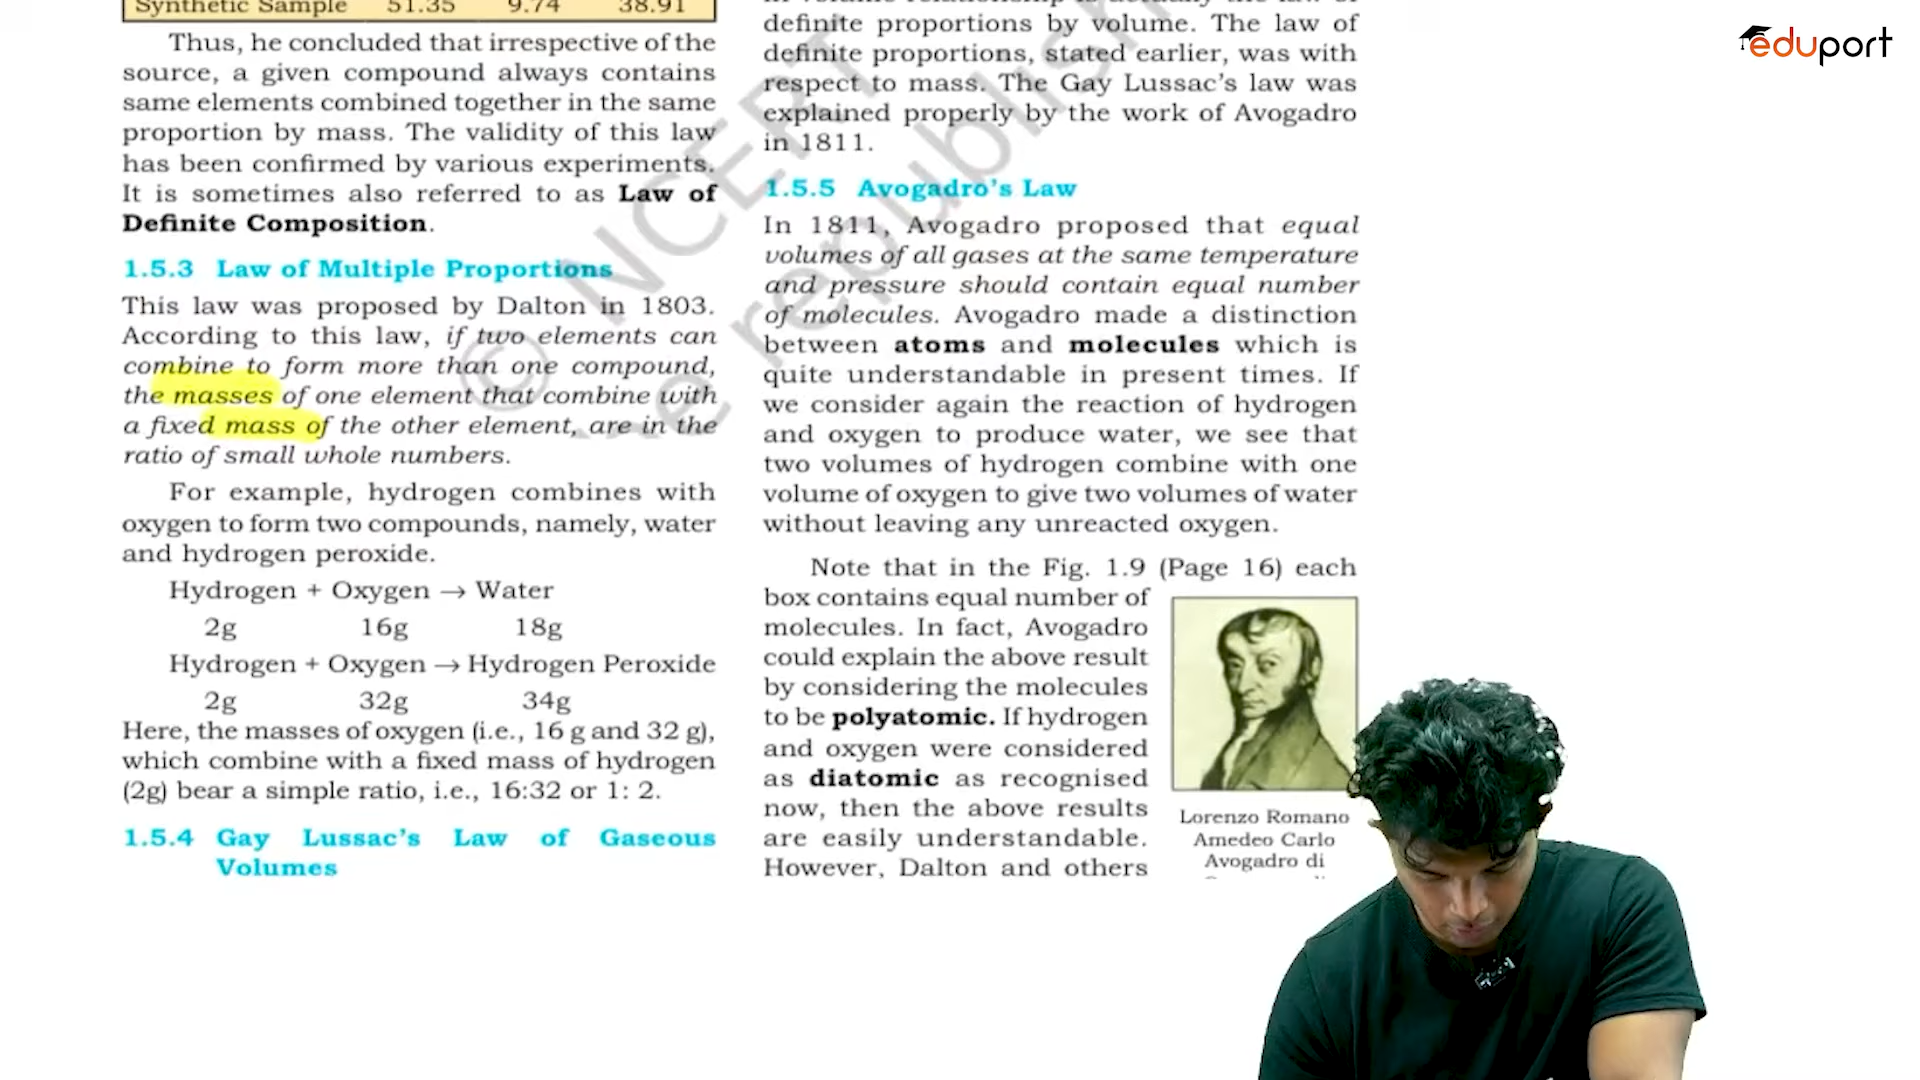 Synthetic Sample 51.35 9.74 38.91
Thus, he concluded that irrespective of the
source, a given compound always contains
same elements combined together in the same
proportion by mass. The validity of this law
has been confirmed by various experiments.
It is sometimes also referred to as Law of
Definite Composition.
1.5.3 Law of Multiple Proportions
This law was proposed by Dalton in 1803.
According to this law, if two elements can
combine to form more than one compound,
the masses of one element that combine with
a fixed mass of the other element, are in the
ratio of small whole numbers.
For example, hydrogen combines with
oxygen to form two compounds, namely, water
and hydrogen peroxide.
Hydrogen + Oxygen → Water
2g 16g 18g
Hydrogen + Oxygen → Hydrogen Peroxide
2g 32g 34g
Here, the masses of oxygen (i.e., 16 g and 32 g),
which combine with a fixed mass of hydrogen
(2g) bear a simple ratio, i.e., 16:32 or 1: 2.
1.5.4 Gay Lussac's Law of Gaseous
Volumes
definite proportions by volume. The law of
definite proportions, stated earlier, was with
respect to mass. The Gay Lussac's law was
explained properly by the work of Avogadro
in 1811.
1.5.5 Avogadro's Law
In 1811, Avogadro proposed that equal
volumes of all gases at the same temperature
and pressure should contain equal number
of molecules. Avogadro made a distinction
between atoms and molecules which is
quite understandable in present times. If
we consider again the reaction of hydrogen
and oxygen to produce water, we see that
two volumes of hydrogen combine with one
volume of oxygen to give two volumes of water
without leaving any unreacted oxygen.
Note that in the Fig. 1.9 (Page 16) each
box contains equal number of
molecules. In fact, Avogadro
could explain the above result
by considering the molecules
to be polyatomic. If hydrogen
and oxygen were considered
as diatomic as recognised
now, then the above results
are easily understandable.
However, Dalton and others
Lorenzo Romano
Amedeo Carlo
Avogadro di
© NCERT
e republish
eduport